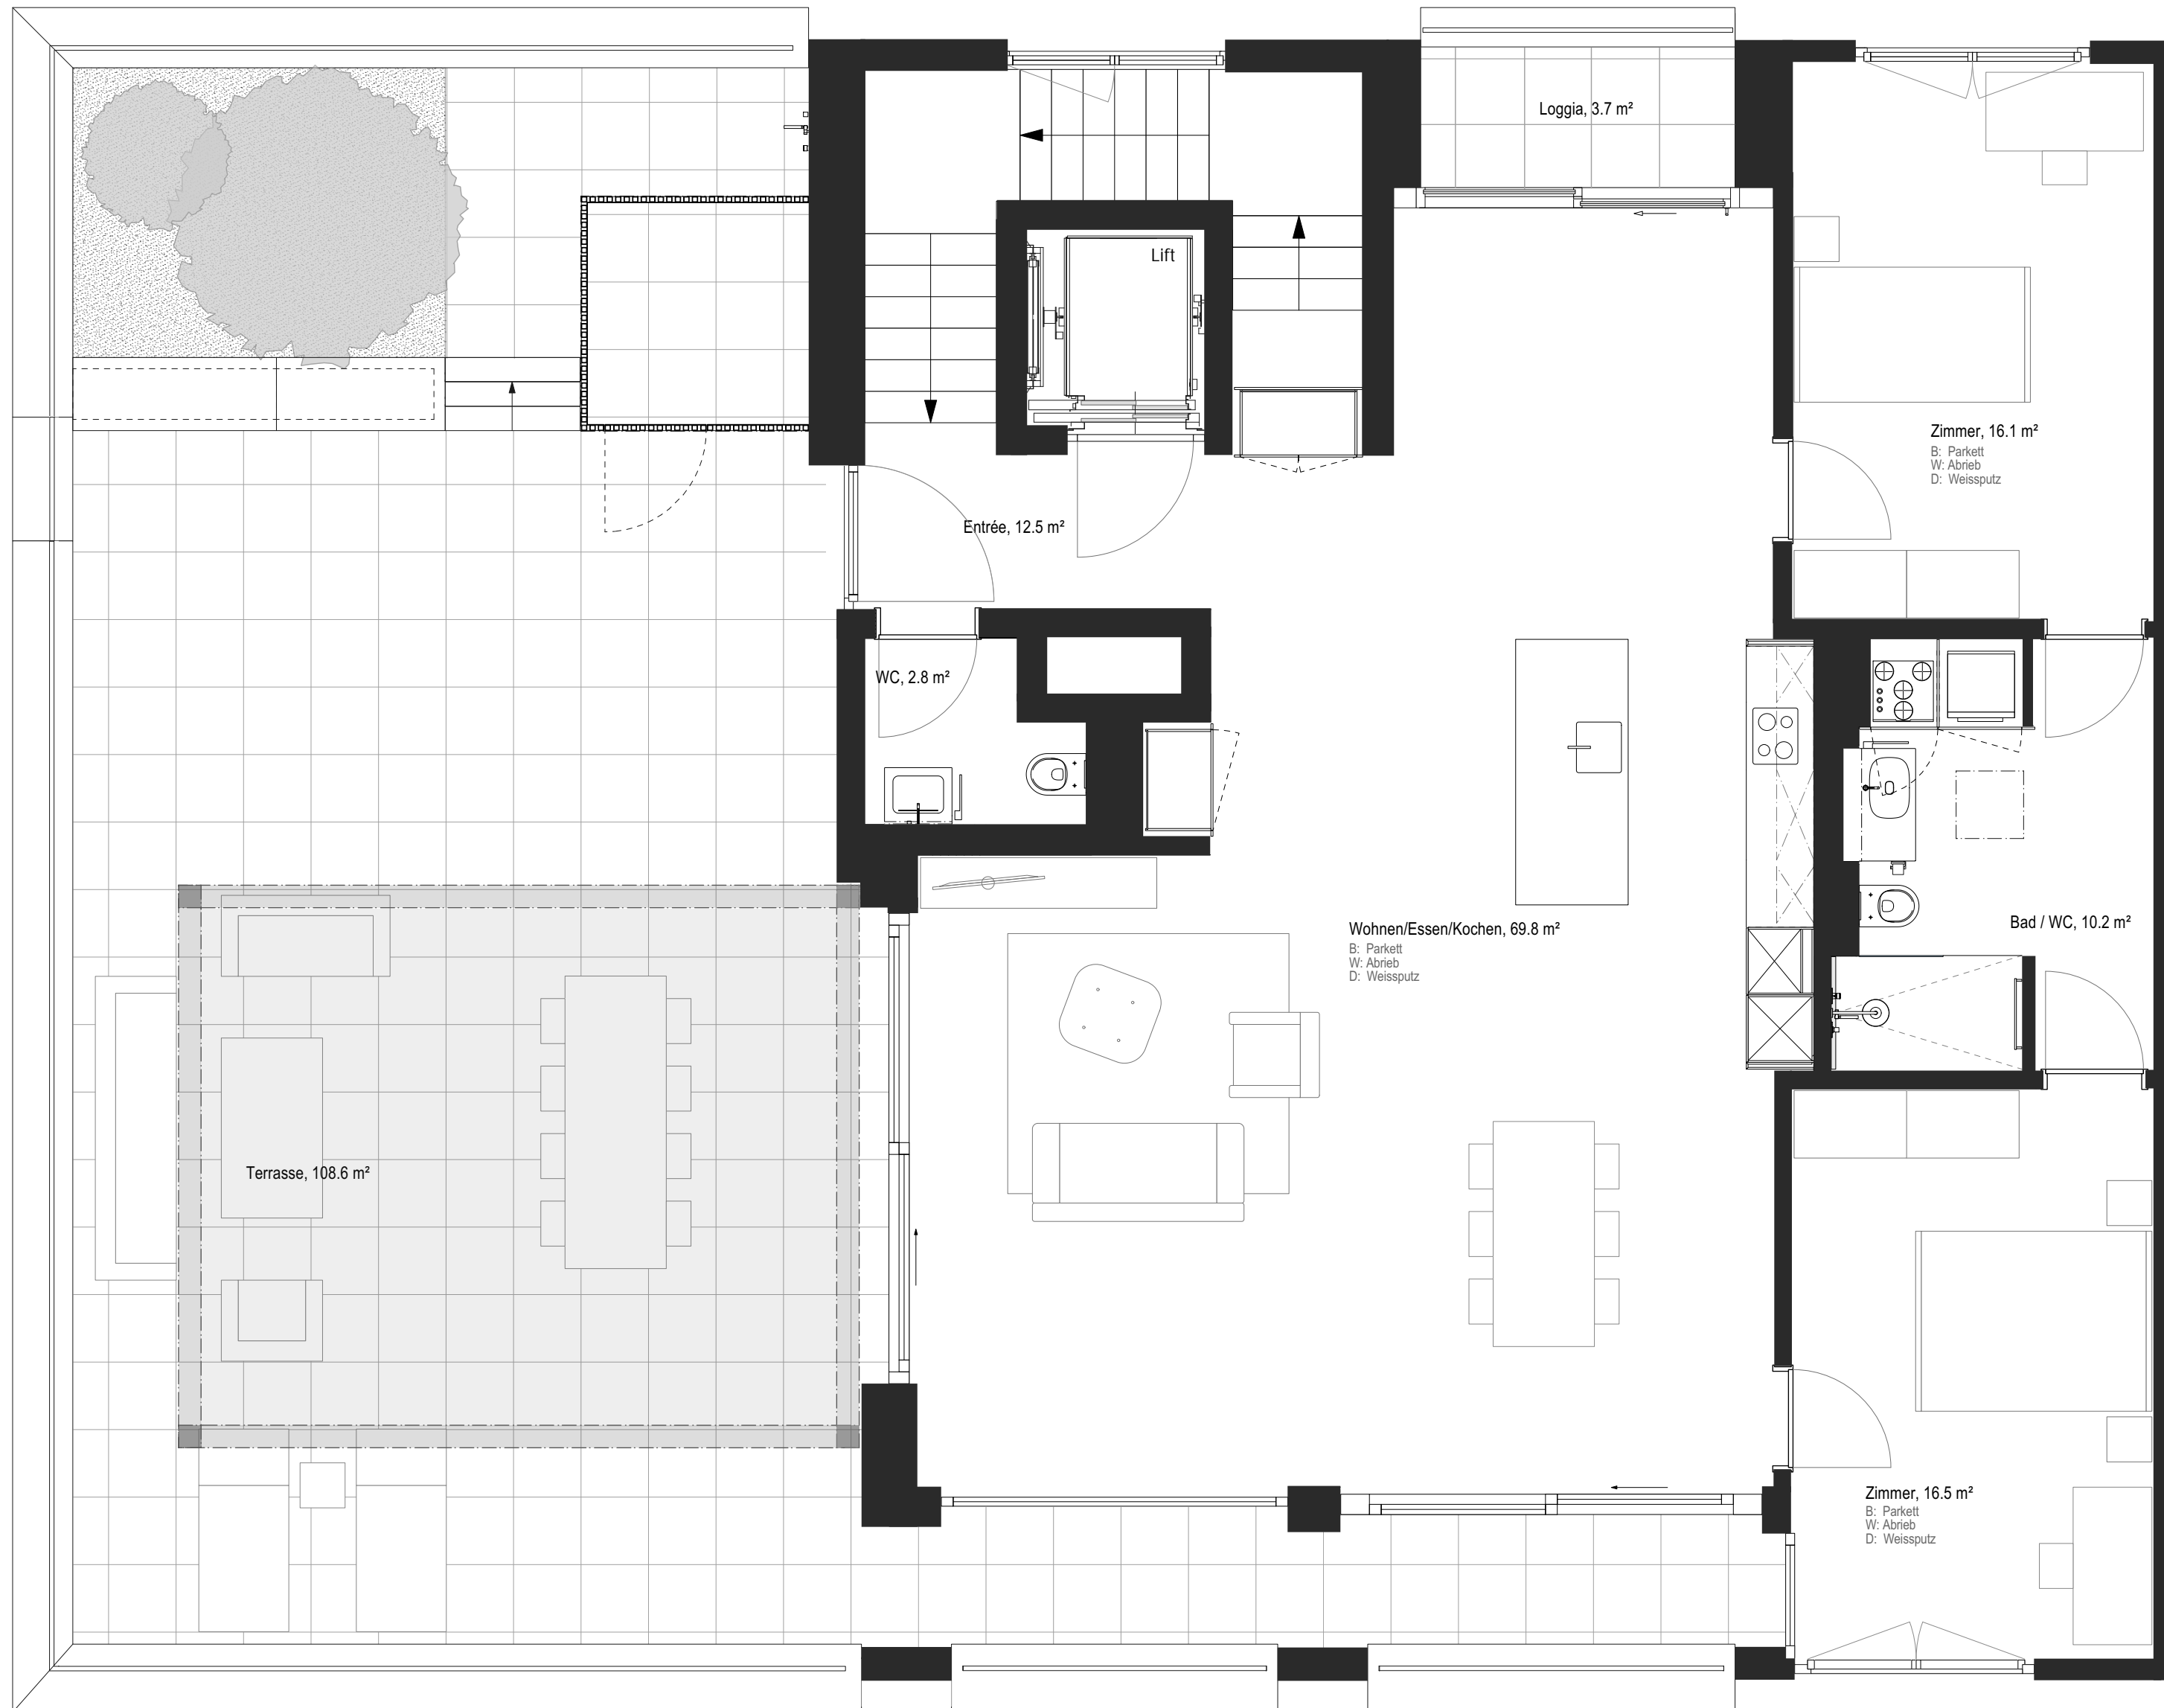 Loggia, 3.7 m²
Lift
Zimmer, 16.1 m²
B: Parkett
W: Abrieb
D: Weissputz
Entrée, 12.5 m²
WC, 2.8 m²
Wohnen/Essen/Kochen, 69.8 m²
B: Parkett
W: Abrieb
D: Weissputz
Bad / WC, 10.2 m²
Terrasse, 108.6 m²
Zimmer, 16.5 m²
B: Parkett
W: Abrieb
D: Weissputz